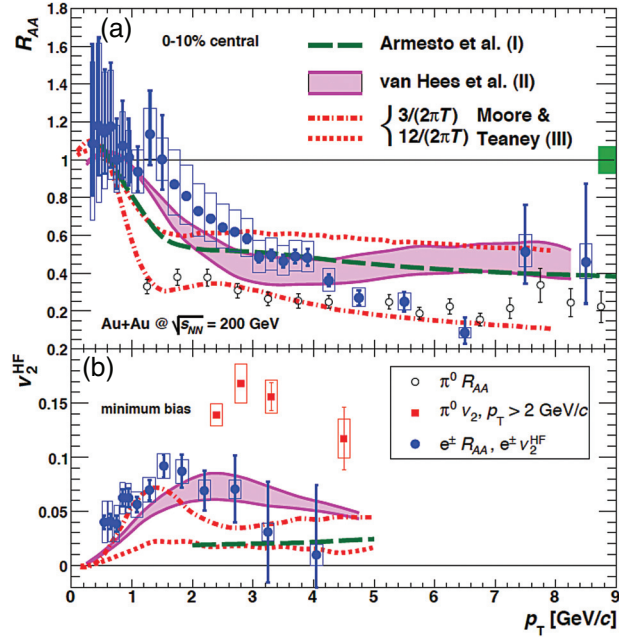 R_AA
1.8
1.6
1.4
1.2
1
0.8
0.6
0.4
0.2
(a)
0-10% central
Armesto et al. (I)
van Hees et al. (II)
3/(2πT)
12/(2πT)
Moore &
Teaney (III)
Au+Au @ √s_NN = 200 GeV
v_2^HF
0.15
0.1
0.05
0
(b)
minimum bias
π⁰ R_AA
π⁰ v_2, p_T > 2 GeV/c
e± R_AA, e± v_2^HF
0 1 2 3 4 5 6 7 8 9
p_T [GeV/c]